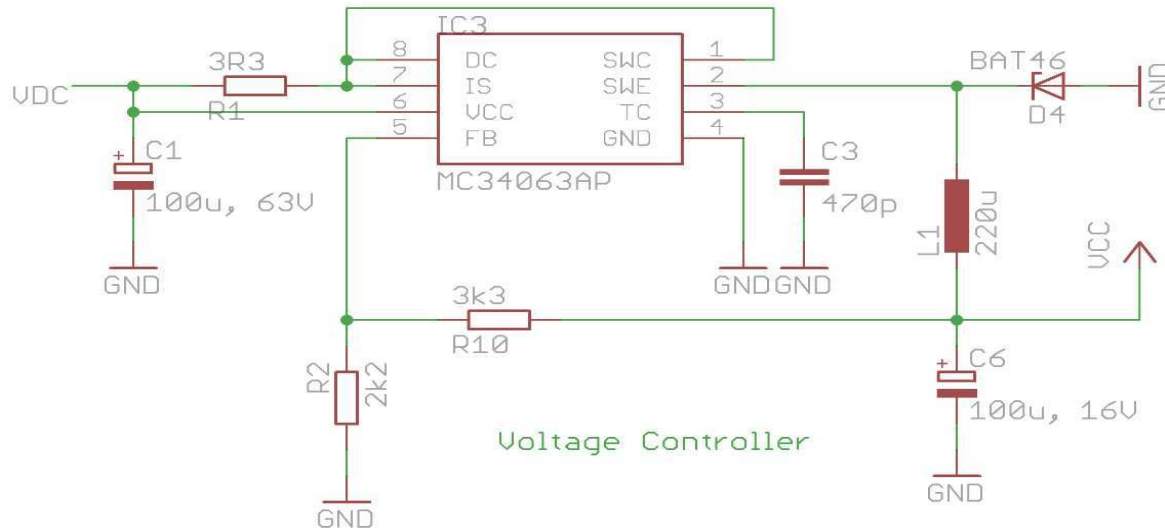 IC3
3R3
8 DC SWC 1
BAT46
VDC
7 IS SWE 2
GND
R1
6 VCC TC 3
D4
5 FB GND 4
C1
C3
MC34063AP
100u, 63V
470p
L1
220u
VCC
GND
GND
GND
3k3
R10
R2
2k2
C6
100u, 16V
Voltage Controller
GND
GND